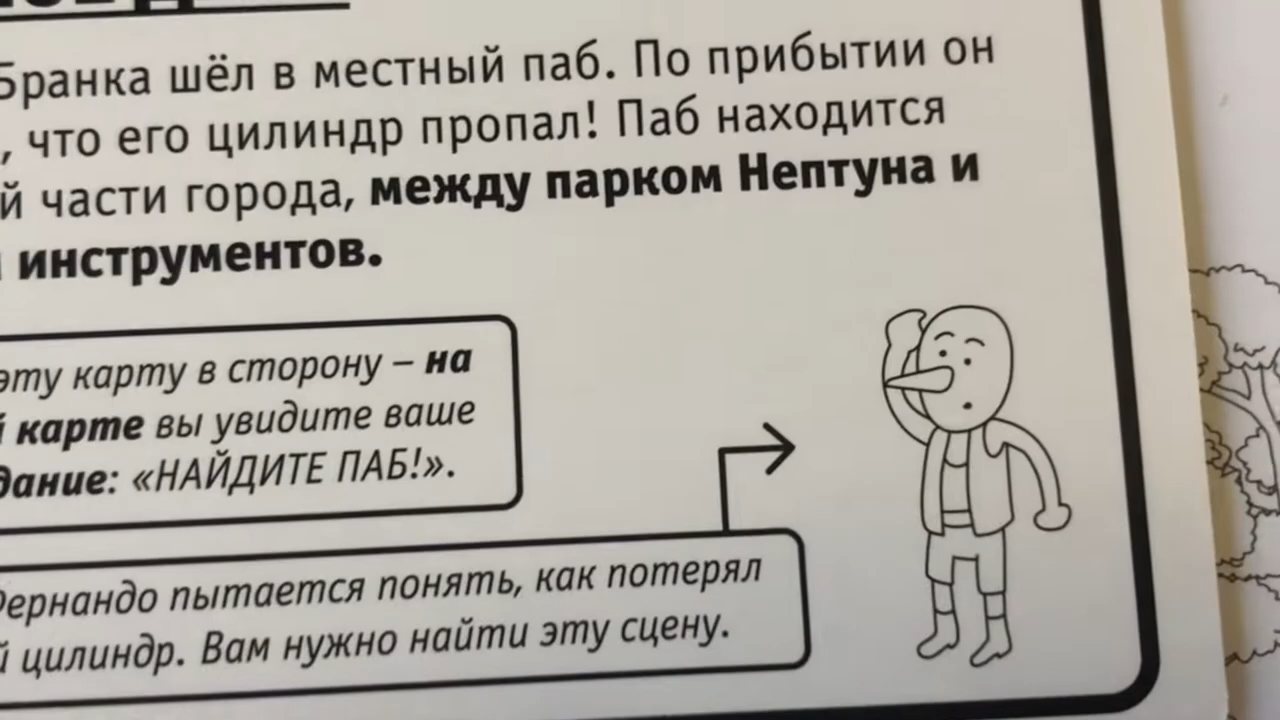 Бранка шёл в местный паб. По прибытии он
, что его цилиндр пропал! Паб находится
й части города, между парком Нептуна и
инструментов.
эту карту в сторону – на
й карте вы увидите ваше
дание: «НАЙДИТЕ ПАБ!».
Фернандо пытается понять, как потерял
й цилиндр. Вам нужно найти эту сцену.